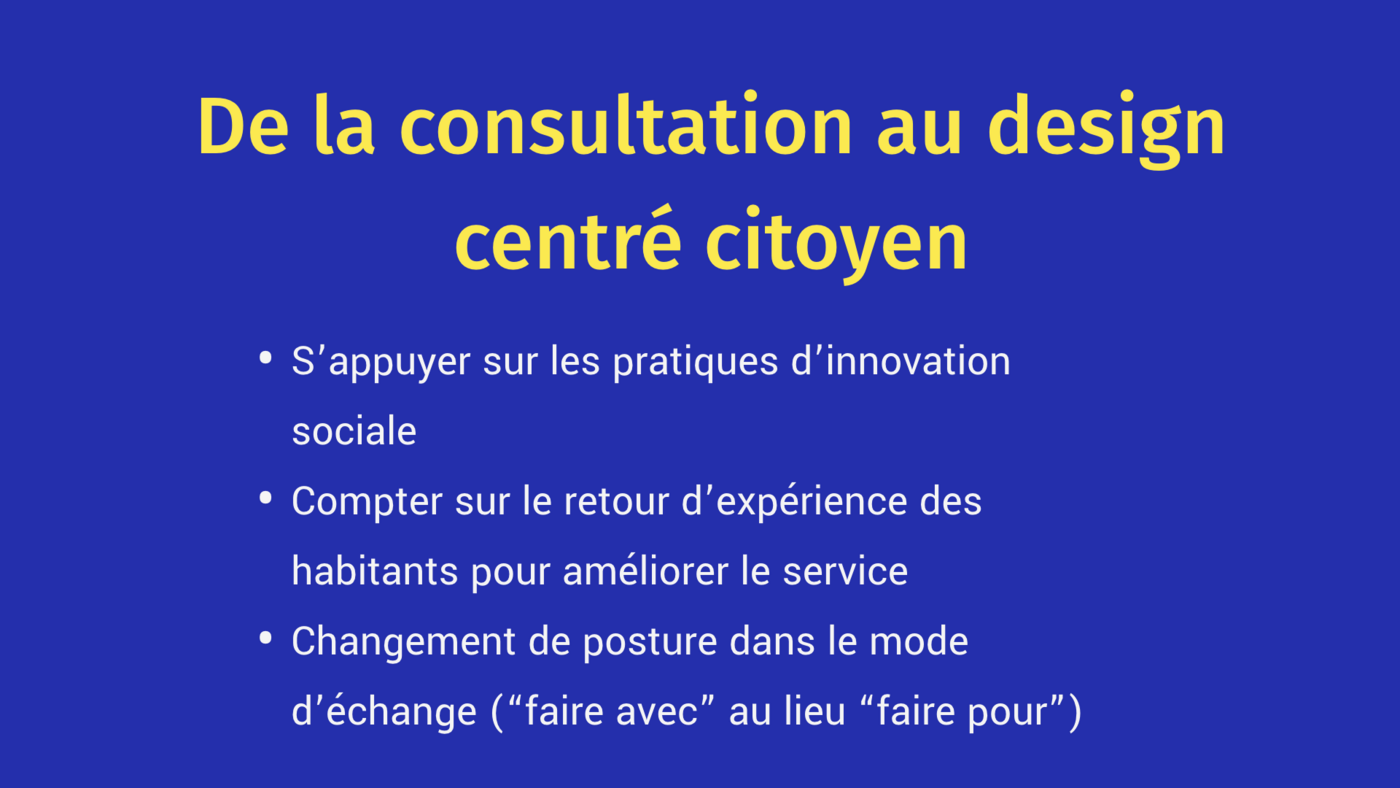 De la consultation au design
centré citoyen
• S’appuyer sur les pratiques d’innovation
sociale
• Compter sur le retour d’expérience des
habitants pour améliorer le service
• Changement de posture dans le mode
d’échange (“faire avec” au lieu “faire pour”)